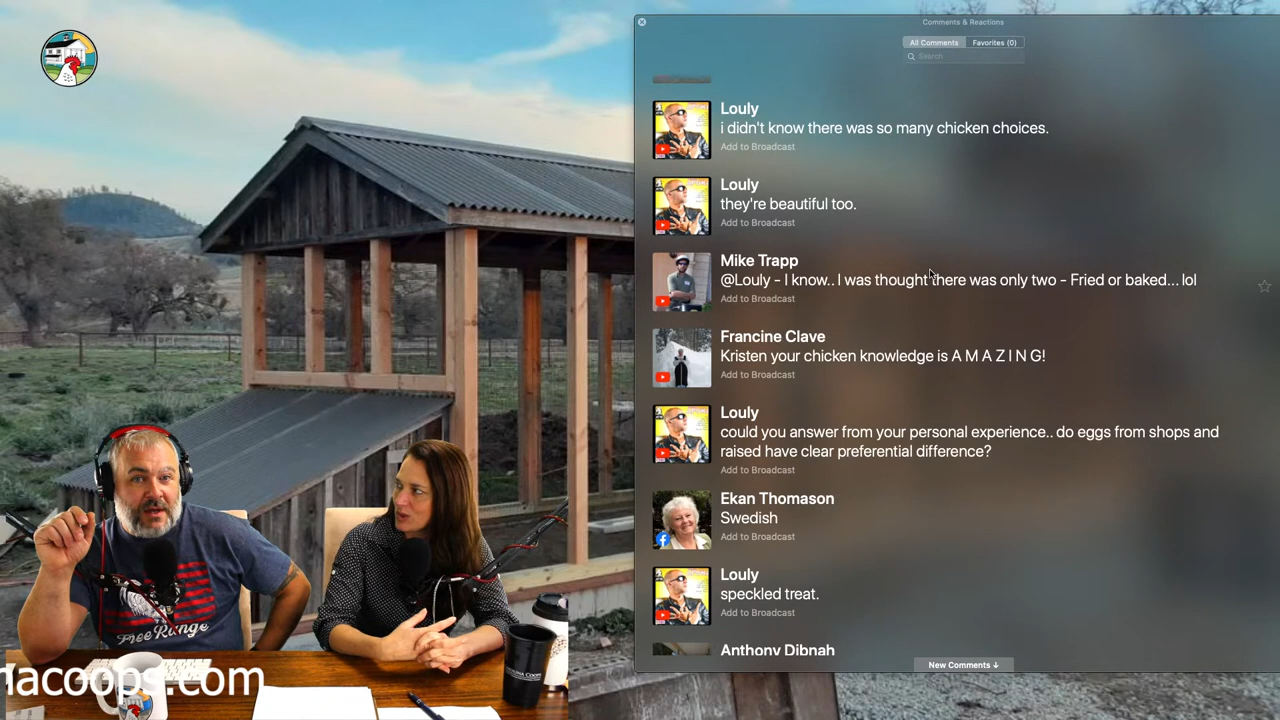 Comments & Reactions
All Comments
Favorites (0)
Search
Louly
i didn't know there was so many chicken choices.
Add to Broadcast
Louly
they're beautiful too.
Add to Broadcast
Mike Trapp
@Louly - I know.. I was thought there was only two - Fried or baked... lol
Add to Broadcast
Francine Clave
Kristen your chicken knowledge is A M A Z I N G!
Add to Broadcast
Louly
could you answer from your personal experience.. do eggs from shops and
raised have clear preferential difference?
Add to Broadcast
Ekan Thomason
Swedish
Add to Broadcast
Louly
speckled treat.
Add to Broadcast
Anthony Dibnah
New Comments ↓
Free Range
nacoops.com